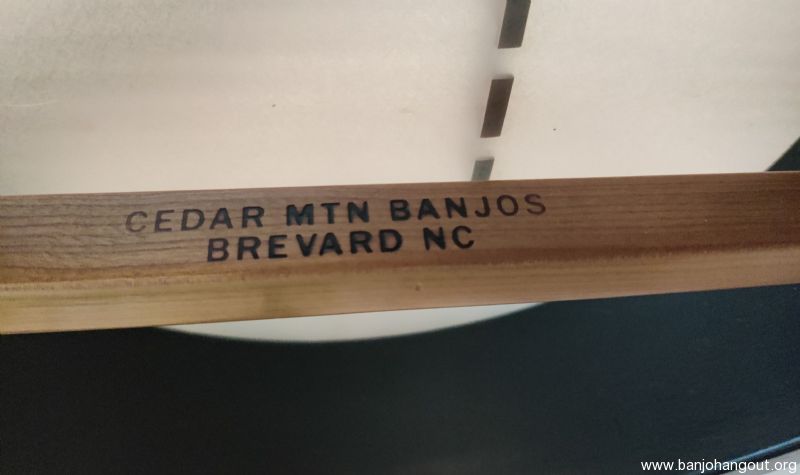 CEDAR MTN BANJOS
BREVARD NC
www.banjohangout.org